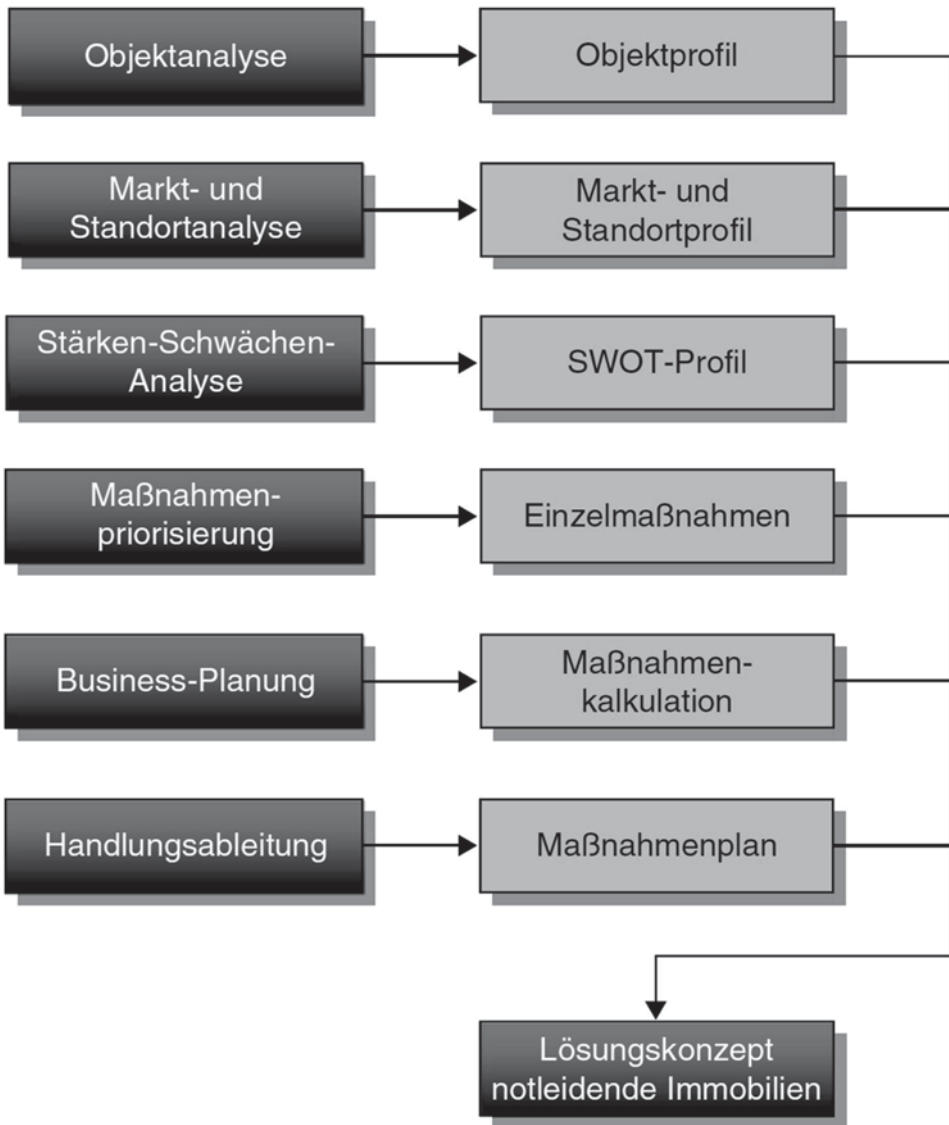 Objektanalyse
Objektprofil
Markt- und
Standortanalyse
Markt- und
Standortprofil
Stärken-Schwächen-
Analyse
SWOT-Profil
Maßnahmen-
priorisierung
Einzelmaßnahmen
Business-Planung
Maßnahmen-
kalkulation
Handlungsableitung
Maßnahmenplan
Lösungskonzept
notleidende Immobilien